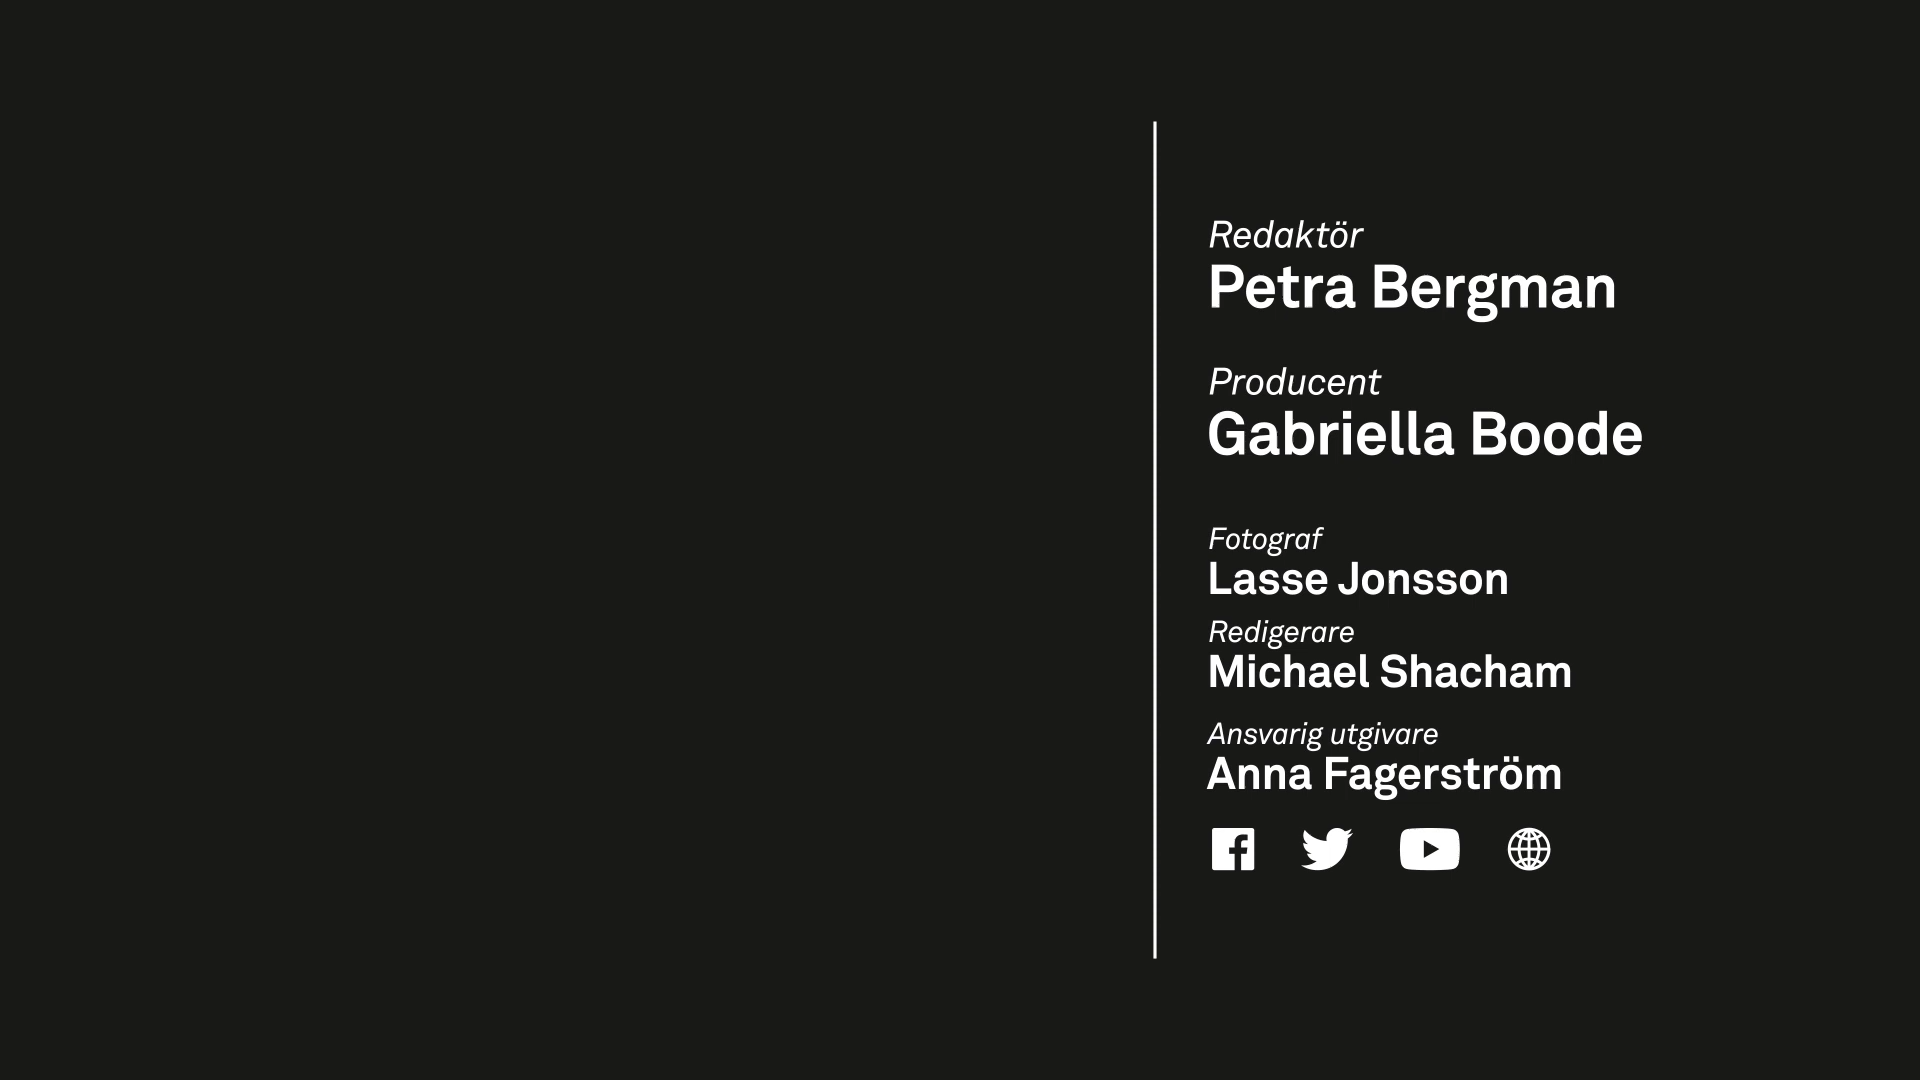 Redaktör
Petra Bergman
Producent
Gabriella Boode
Fotograf
Lasse Jonsson
Redigerare
Michael Shacham
Ansvarig utgivare
Anna Fagerström